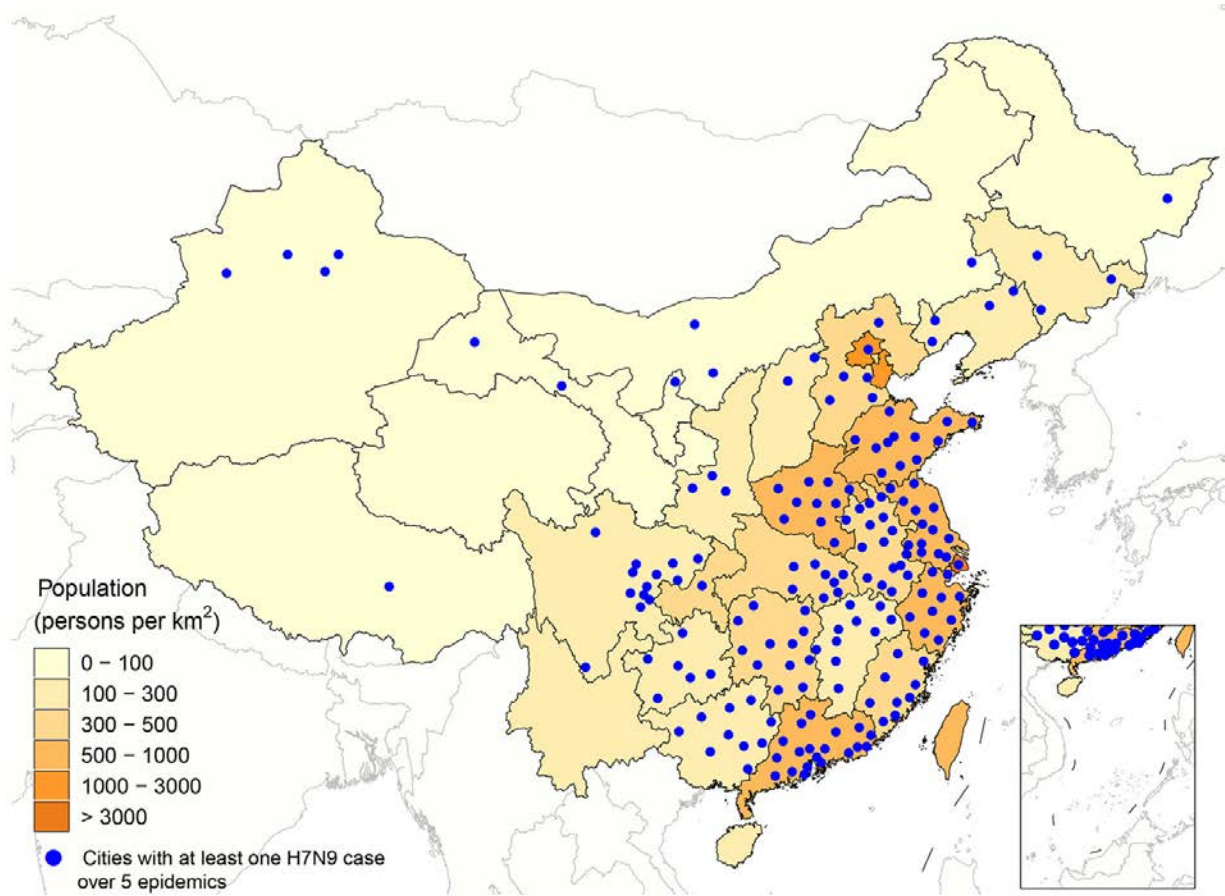 Population
(persons per km²)
0 − 100
100 − 300
300 − 500
500 − 1000
1000 − 3000
> 3000
Cities with at least one H7N9 case
over 5 epidemics